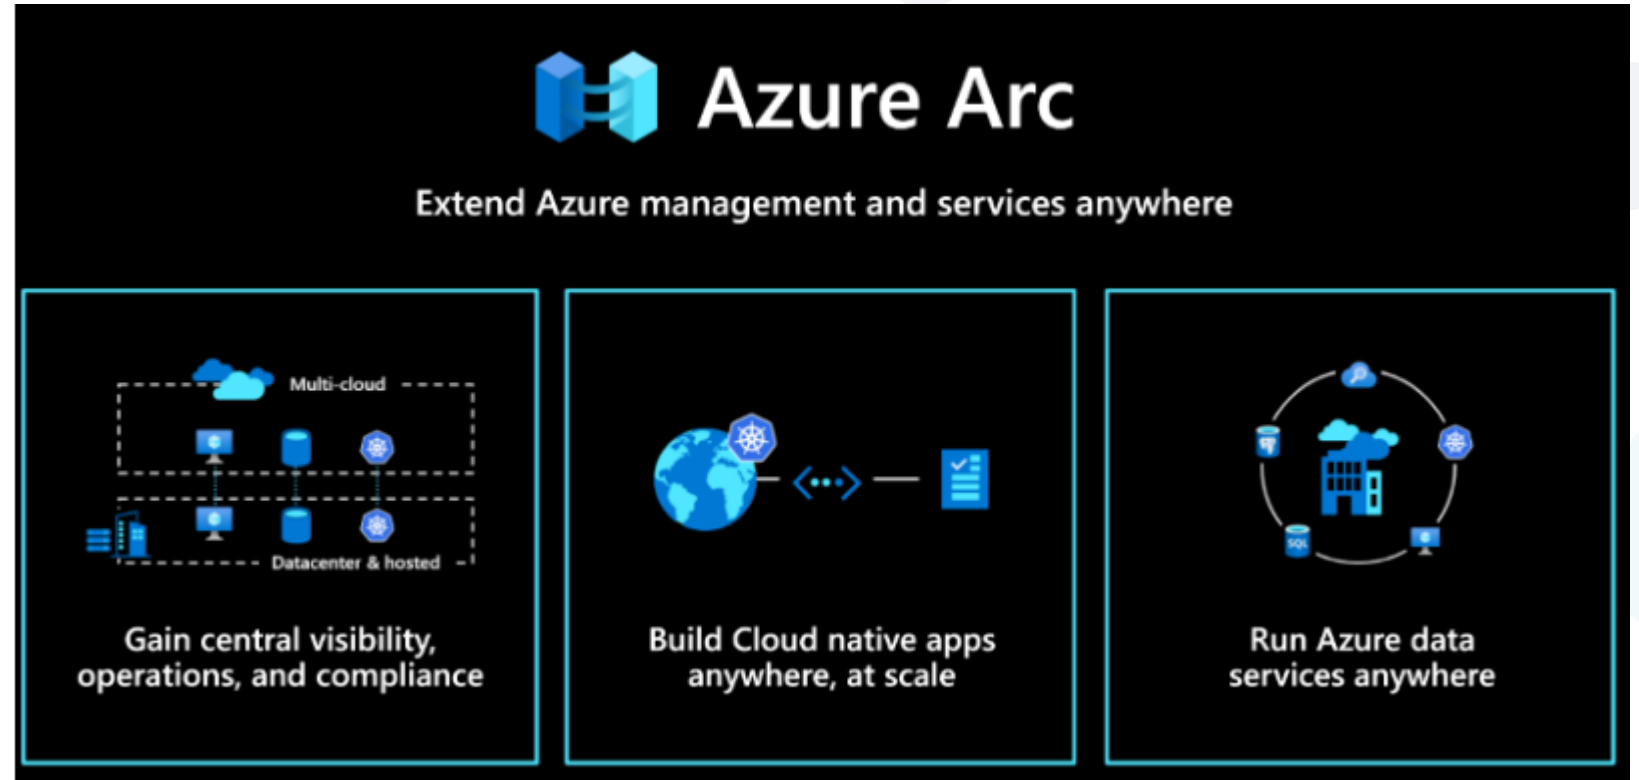 Azure Arc
Extend Azure management and services anywhere
Multi-cloud
Datacenter & hosted
Gain central visibility,
operations, and compliance
Build Cloud native apps
anywhere, at scale
SQL
Run Azure data
services anywhere